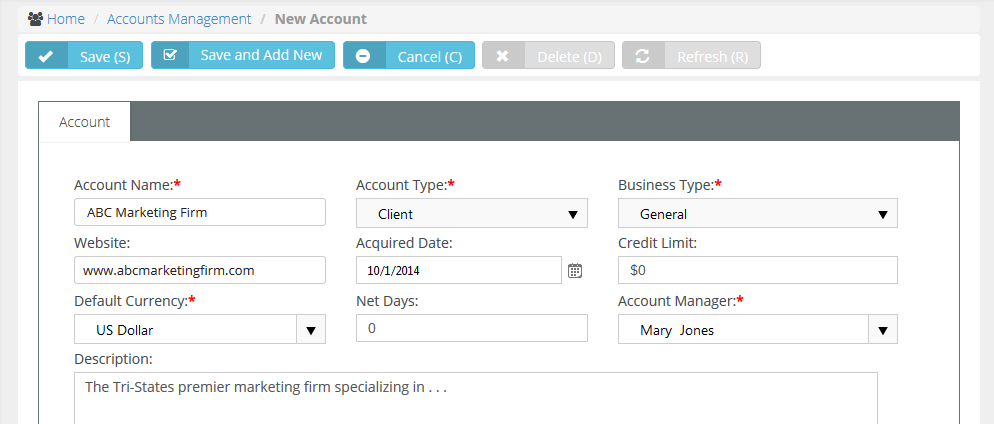 Home / Accounts Management / New Account
Save (S) Save and Add New Cancel (C) Delete (D) Refresh (R)
Account
Account Name:* Account Type:* Business Type:*
ABC Marketing Firm Client General
Website: Acquired Date: Credit Limit:
www.abcmarketingfirm.com 10/1/2014 $0
Default Currency:* Net Days: Account Manager:*
US Dollar 0 Mary Jones
Description:
The Tri-States premier marketing firm specializing in . . .